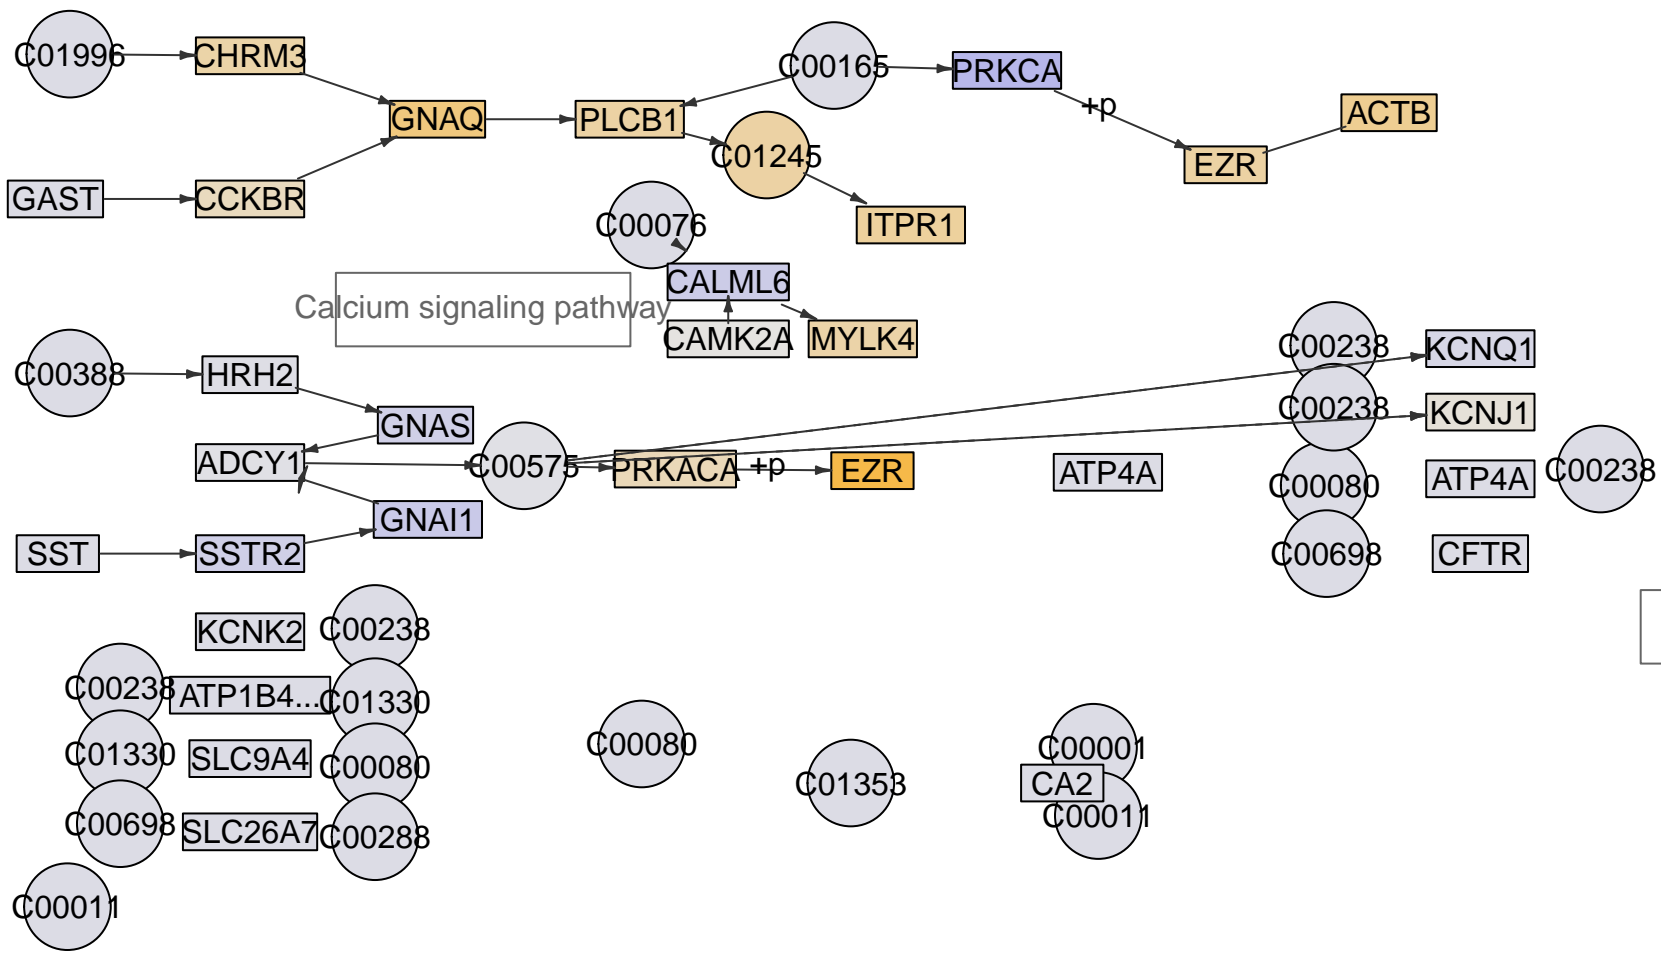 C01996
CHRM3
C00165
PRKCA
+p
ACTB
GNAQ
PLCB1
C01245
EZR
GAST
CCKBR
C00076
ITPR1
CALML6
Calcium signaling pathway
CAMK2A
MYLK4
C00238
KCNQ1
C00388
HRH2
C00238
KCNJ1
GNAS
ADCY1
C00575
PRKACA
+p
EZR
ATP4A
C00080
ATP4A
C00238
GNAI1
SST
SSTR2
C00698
CFTR
KCNK2
C00238
C00238
ATP1B4...
C01330
C01330
SLC9A4
C00080
C00080
C01353
C00001
CA2
C00011
C00698
SLC26A7
C00288
C00011